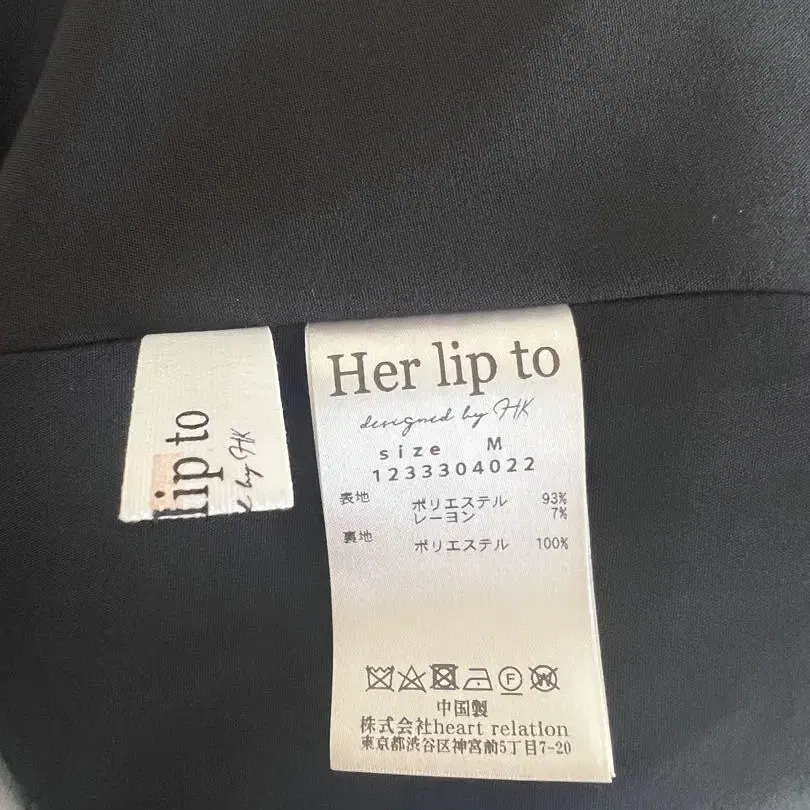 Her lip to
designed by HK
size M
1233304022
表地 ポリエステル 93%
レーヨン 7%
裏地 ポリエステル 100%
F
W
中国製
株式会社heart relation
東京都渋谷区神宮前5丁目7-20
lip to
by HK